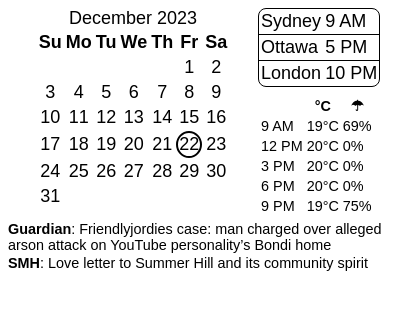 December 2023
Su Mo Tu We Th Fr Sa
1 2
3 4 5 6 7 8 9
10 11 12 13 14 15 16
17 18 19 20 21 22 23
24 25 26 27 28 29 30
31
Sydney 9 AM
Ottawa 5 PM
London 10 PM
°C ☂
9 AM 19°C 69%
12 PM 20°C 0%
3 PM 20°C 0%
6 PM 20°C 0%
9 PM 19°C 75%
Guardian: Friendlyjordies case: man charged over alleged
arson attack on YouTube personality’s Bondi home
SMH: Love letter to Summer Hill and its community spirit